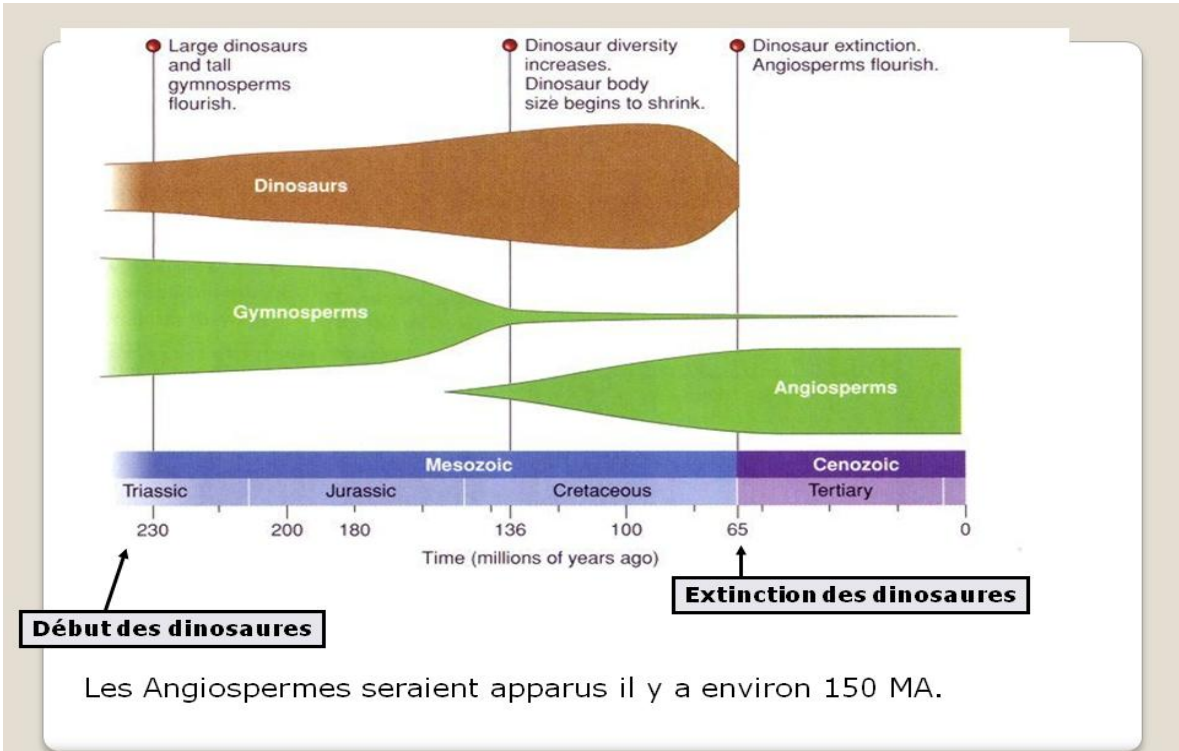 Large dinosaurs
and tall
gymnosperms
flourish.
Dinosaur diversity
increases.
Dinosaur body
size begins to shrink.
Dinosaur extinction.
Angiosperms flourish.
Dinosaurs
Gymnosperms
Angiosperms
Mesozoic
Cenozoic
Triassic
Jurassic
Cretaceous
Tertiary
230
200
180
136
100
65
0
Time (millions of years ago)
Extinction des dinosaures
Début des dinosaures
Les Angiospermes seraient apparus il y a environ 150 MA.